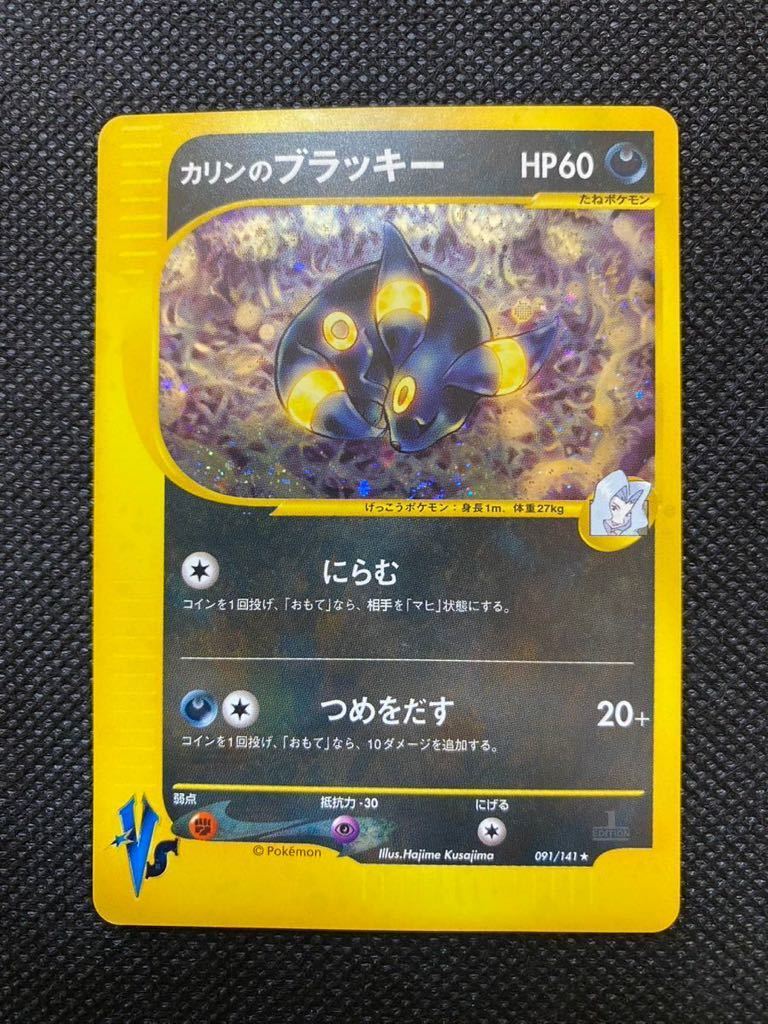 カリンのブラッキー HP60
たねポケモン
げっこうポケモン：身長1m、体重27kg
にらむ
コインを1回投げ、「おもて」なら、相手を「マヒ」状態にする。
つめをだす 20+
コインを1回投げ、「おもて」なら、10ダメージを追加する。
弱点 抵抗力-30 にげる
1
EDITION
Vs
©Pokémon Illus.Hajime Kusajima 091/141★